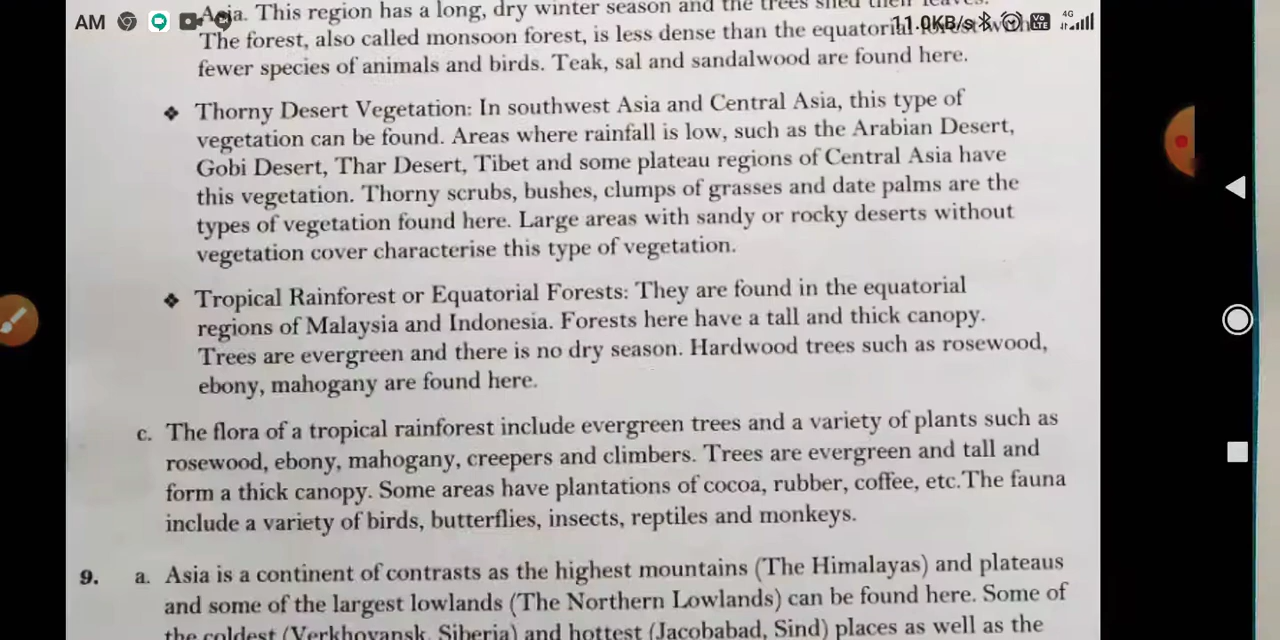 AM
11.0KB/s
4G
Asia. This region has a long, dry winter season and the trees shed their leaves.
The forest, also called monsoon forest, is less dense than the equatorial forest with
fewer species of animals and birds. Teak, sal and sandalwood are found here.
❖ Thorny Desert Vegetation: In southwest Asia and Central Asia, this type of
vegetation can be found. Areas where rainfall is low, such as the Arabian Desert,
Gobi Desert, Thar Desert, Tibet and some plateau regions of Central Asia have
this vegetation. Thorny scrubs, bushes, clumps of grasses and date palms are the
types of vegetation found here. Large areas with sandy or rocky deserts without
vegetation cover characterise this type of vegetation.
❖ Tropical Rainforest or Equatorial Forests: They are found in the equatorial
regions of Malaysia and Indonesia. Forests here have a tall and thick canopy.
Trees are evergreen and there is no dry season. Hardwood trees such as rosewood,
ebony, mahogany are found here.
c. The flora of a tropical rainforest include evergreen trees and a variety of plants such as
rosewood, ebony, mahogany, creepers and climbers. Trees are evergreen and tall and
form a thick canopy. Some areas have plantations of cocoa, rubber, coffee, etc.The fauna
include a variety of birds, butterflies, insects, reptiles and monkeys.
9. a. Asia is a continent of contrasts as the highest mountains (The Himalayas) and plateaus
and some of the largest lowlands (The Northern Lowlands) can be found here. Some of
the coldest (Verkhoyansk, Siberia) and hottest (Jacobabad, Sind) places as well as the